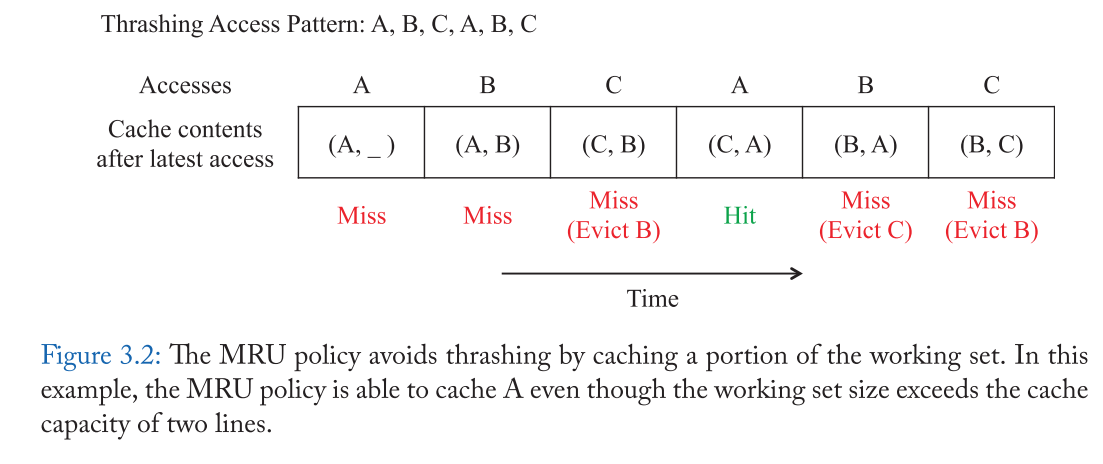 Thrashing Access Pattern: A, B, C, A, B, C
Accesses A B C A B C
Cache contents
after latest access
(A, _ ) (A, B) (C, B) (C, A) (B, A) (B, C)
Miss Miss Miss
(Evict B) Hit Miss
(Evict C) Miss
(Evict B)
Time
Figure 3.2: The MRU policy avoids thrashing by caching a portion of the working set. In this
example, the MRU policy is able to cache A even though the working set size exceeds the cache
capacity of two lines.